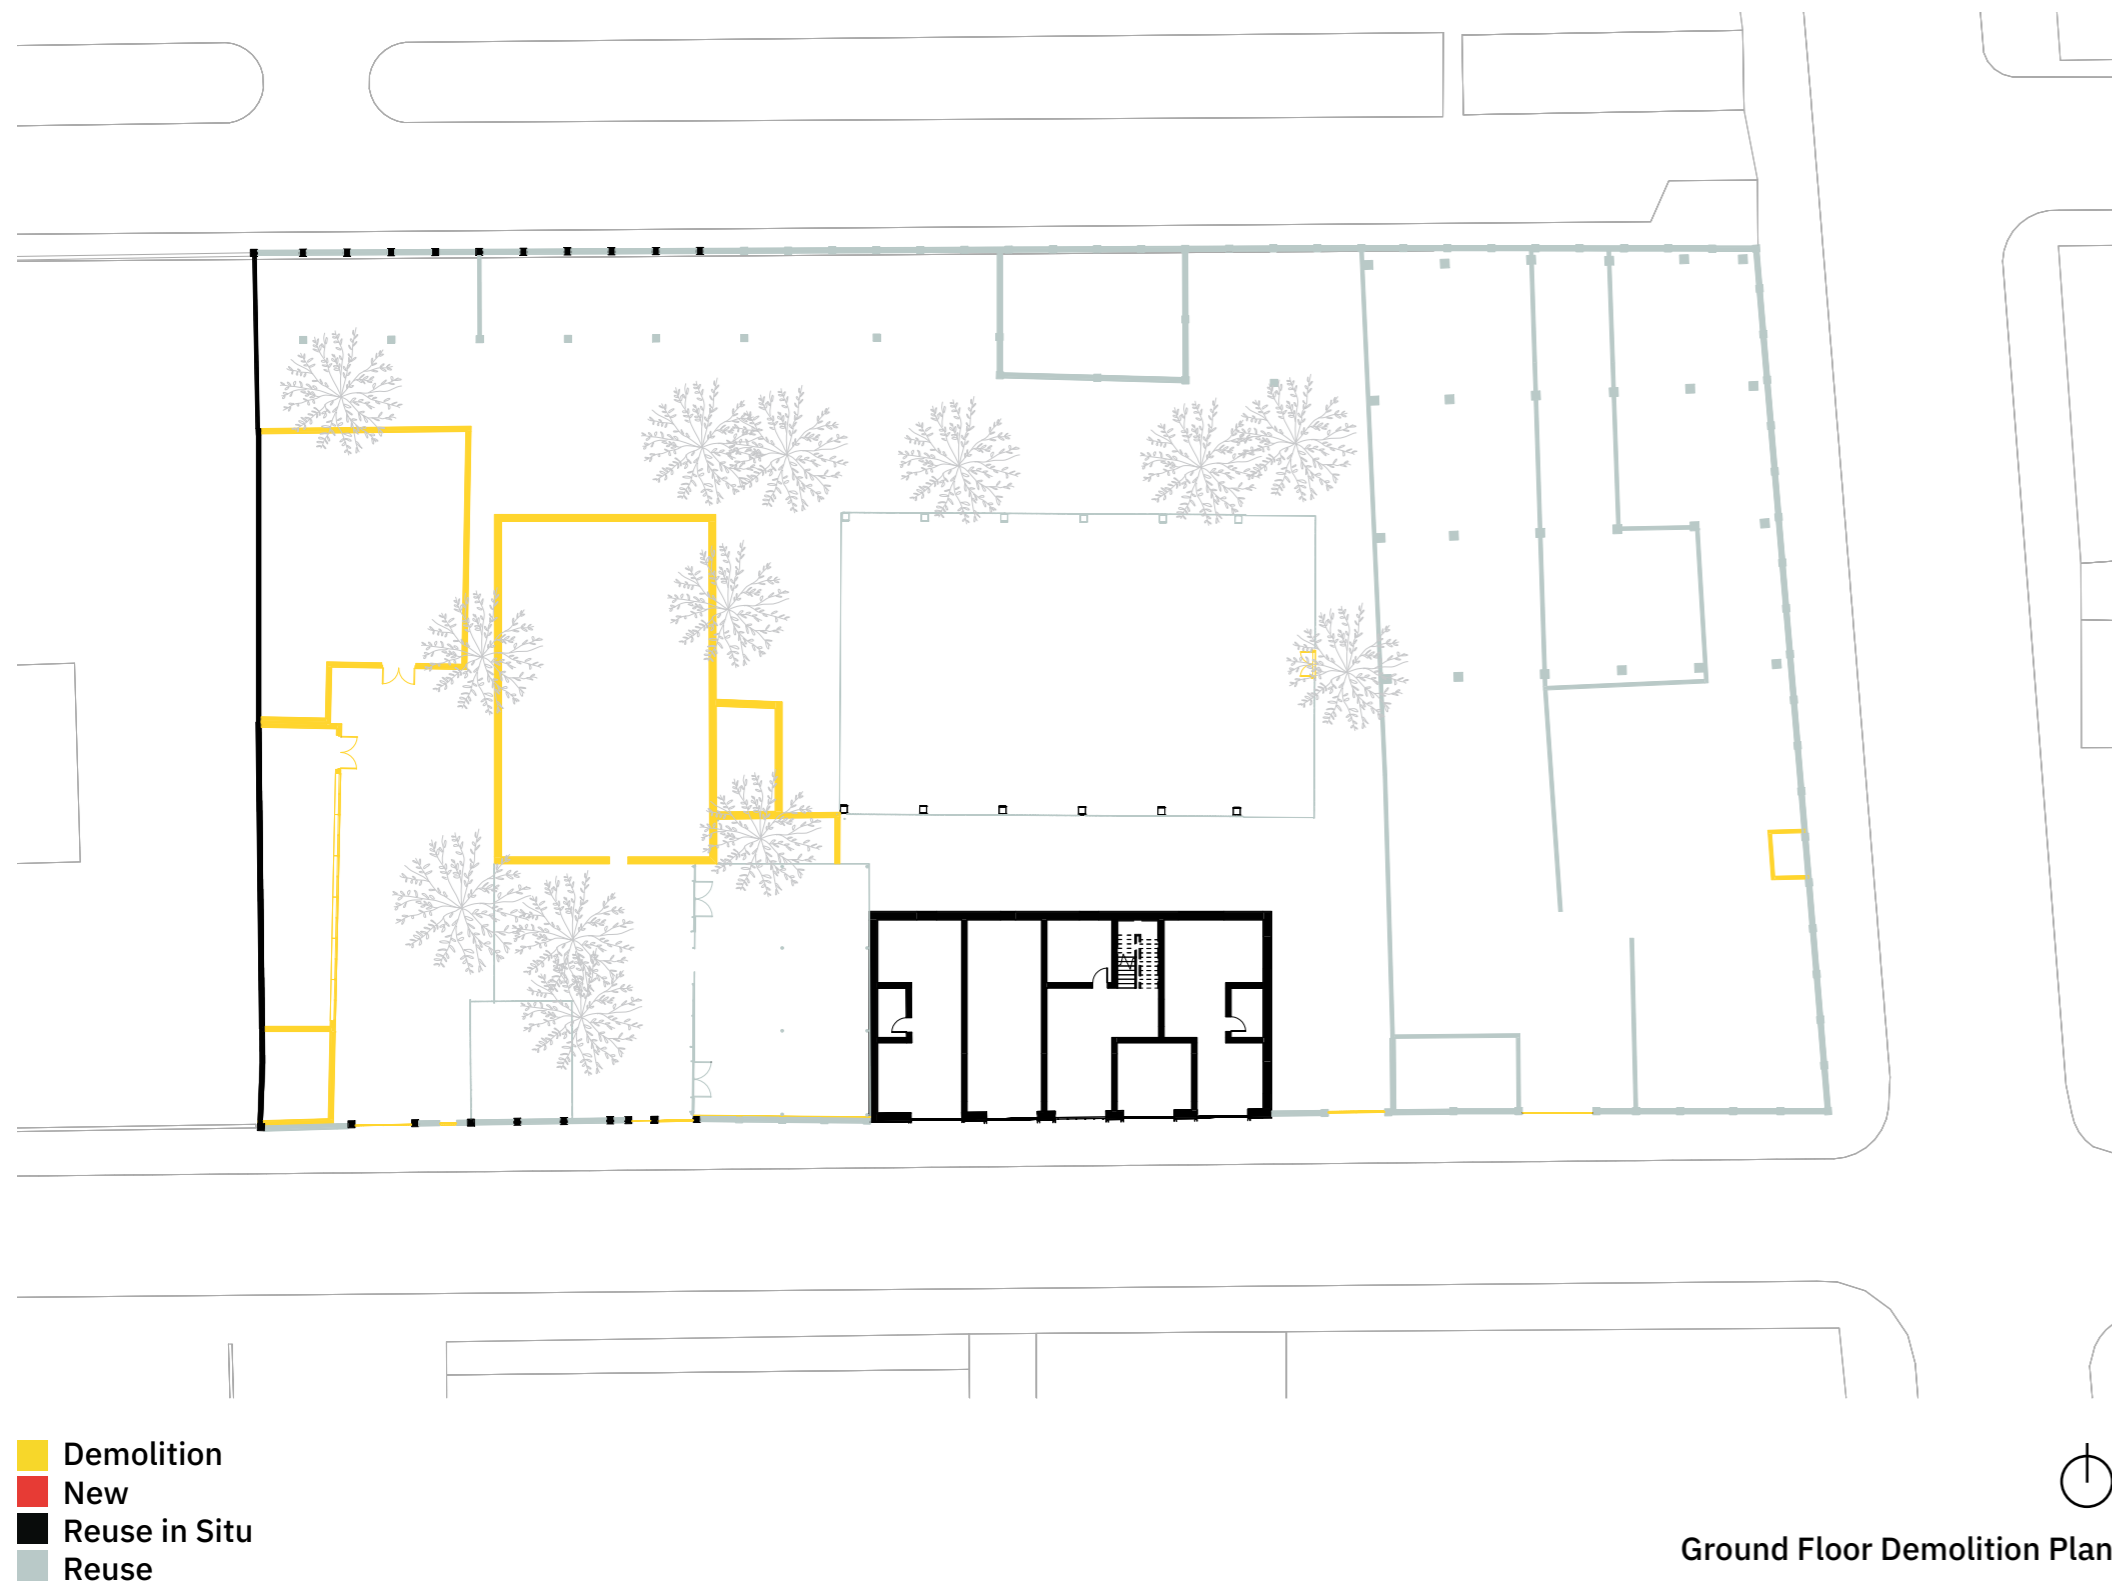 Demolition
New
Reuse in Situ
Reuse
Ground Floor Demolition Plan